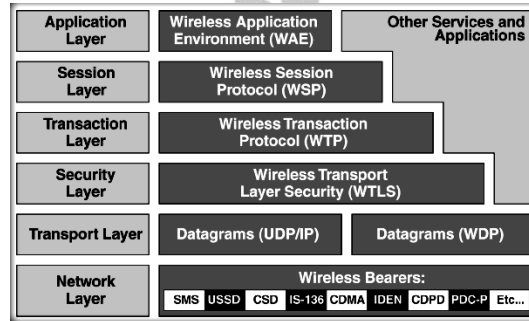 Application
Layer
Wireless Application
Environment (WAE)
Other Services and
Applications
Session
Layer
Wireless Session
Protocol (WSP)
Transaction
Layer
Wireless Transaction
Protocol (WTP)
Security
Layer
Wireless Transport
Layer Security (WTLS)
Transport Layer
Datagrams (UDP/IP)
Datagrams (WDP)
Network
Layer
Wireless Bearers:
SMS USSD CSD IS-136 CDMA IDEN CDPD PDC-P Etc...